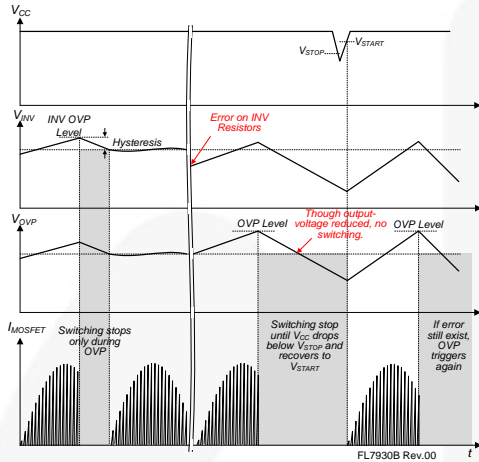 VCC
VSTOP
VSTART
VINV
INV OVP
Level
Hysteresis
Error on INV
Resistors
VOVP
OVP Level
Though output-
voltage reduced, no
switching.
OVP Level
IMOSFET
Switching stops
only during
OVP
Switching stop
until VCC drops
below VSTOP and
recovers to
VSTART
If error
still exist,
OVP
triggers
again
FL7930B Rev.00
t